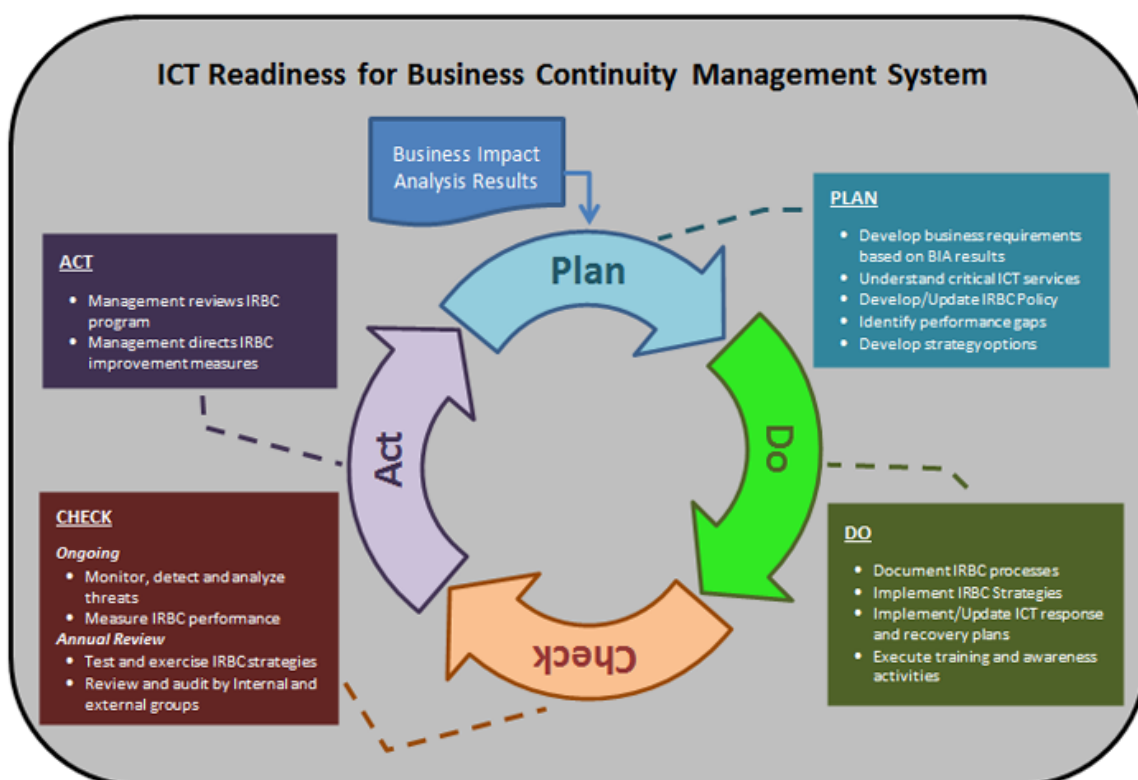 ICT Readiness for Business Continuity Management System
Business Impact
Analysis Results
Plan
PLAN
• Develop business requirements
based on BIA results
• Understand critical ICT services
• Develop/Update IRBC Policy
• Identify performance gaps
• Develop strategy options
ACT
• Management reviews IRBC
program
• Management directs IRBC
improvement measures
Do
Act
CHECK
Ongoing
• Monitor, detect and analyze
threats
• Measure IRBC performance
Annual Review
• Test and exercise IRBC strategies
• Review and audit by Internal and
external groups
Check
DO
• Document IRBC processes
• Implement IRBC Strategies
• Implement/Update ICT response
and recovery plans
• Execute training and awareness
activities